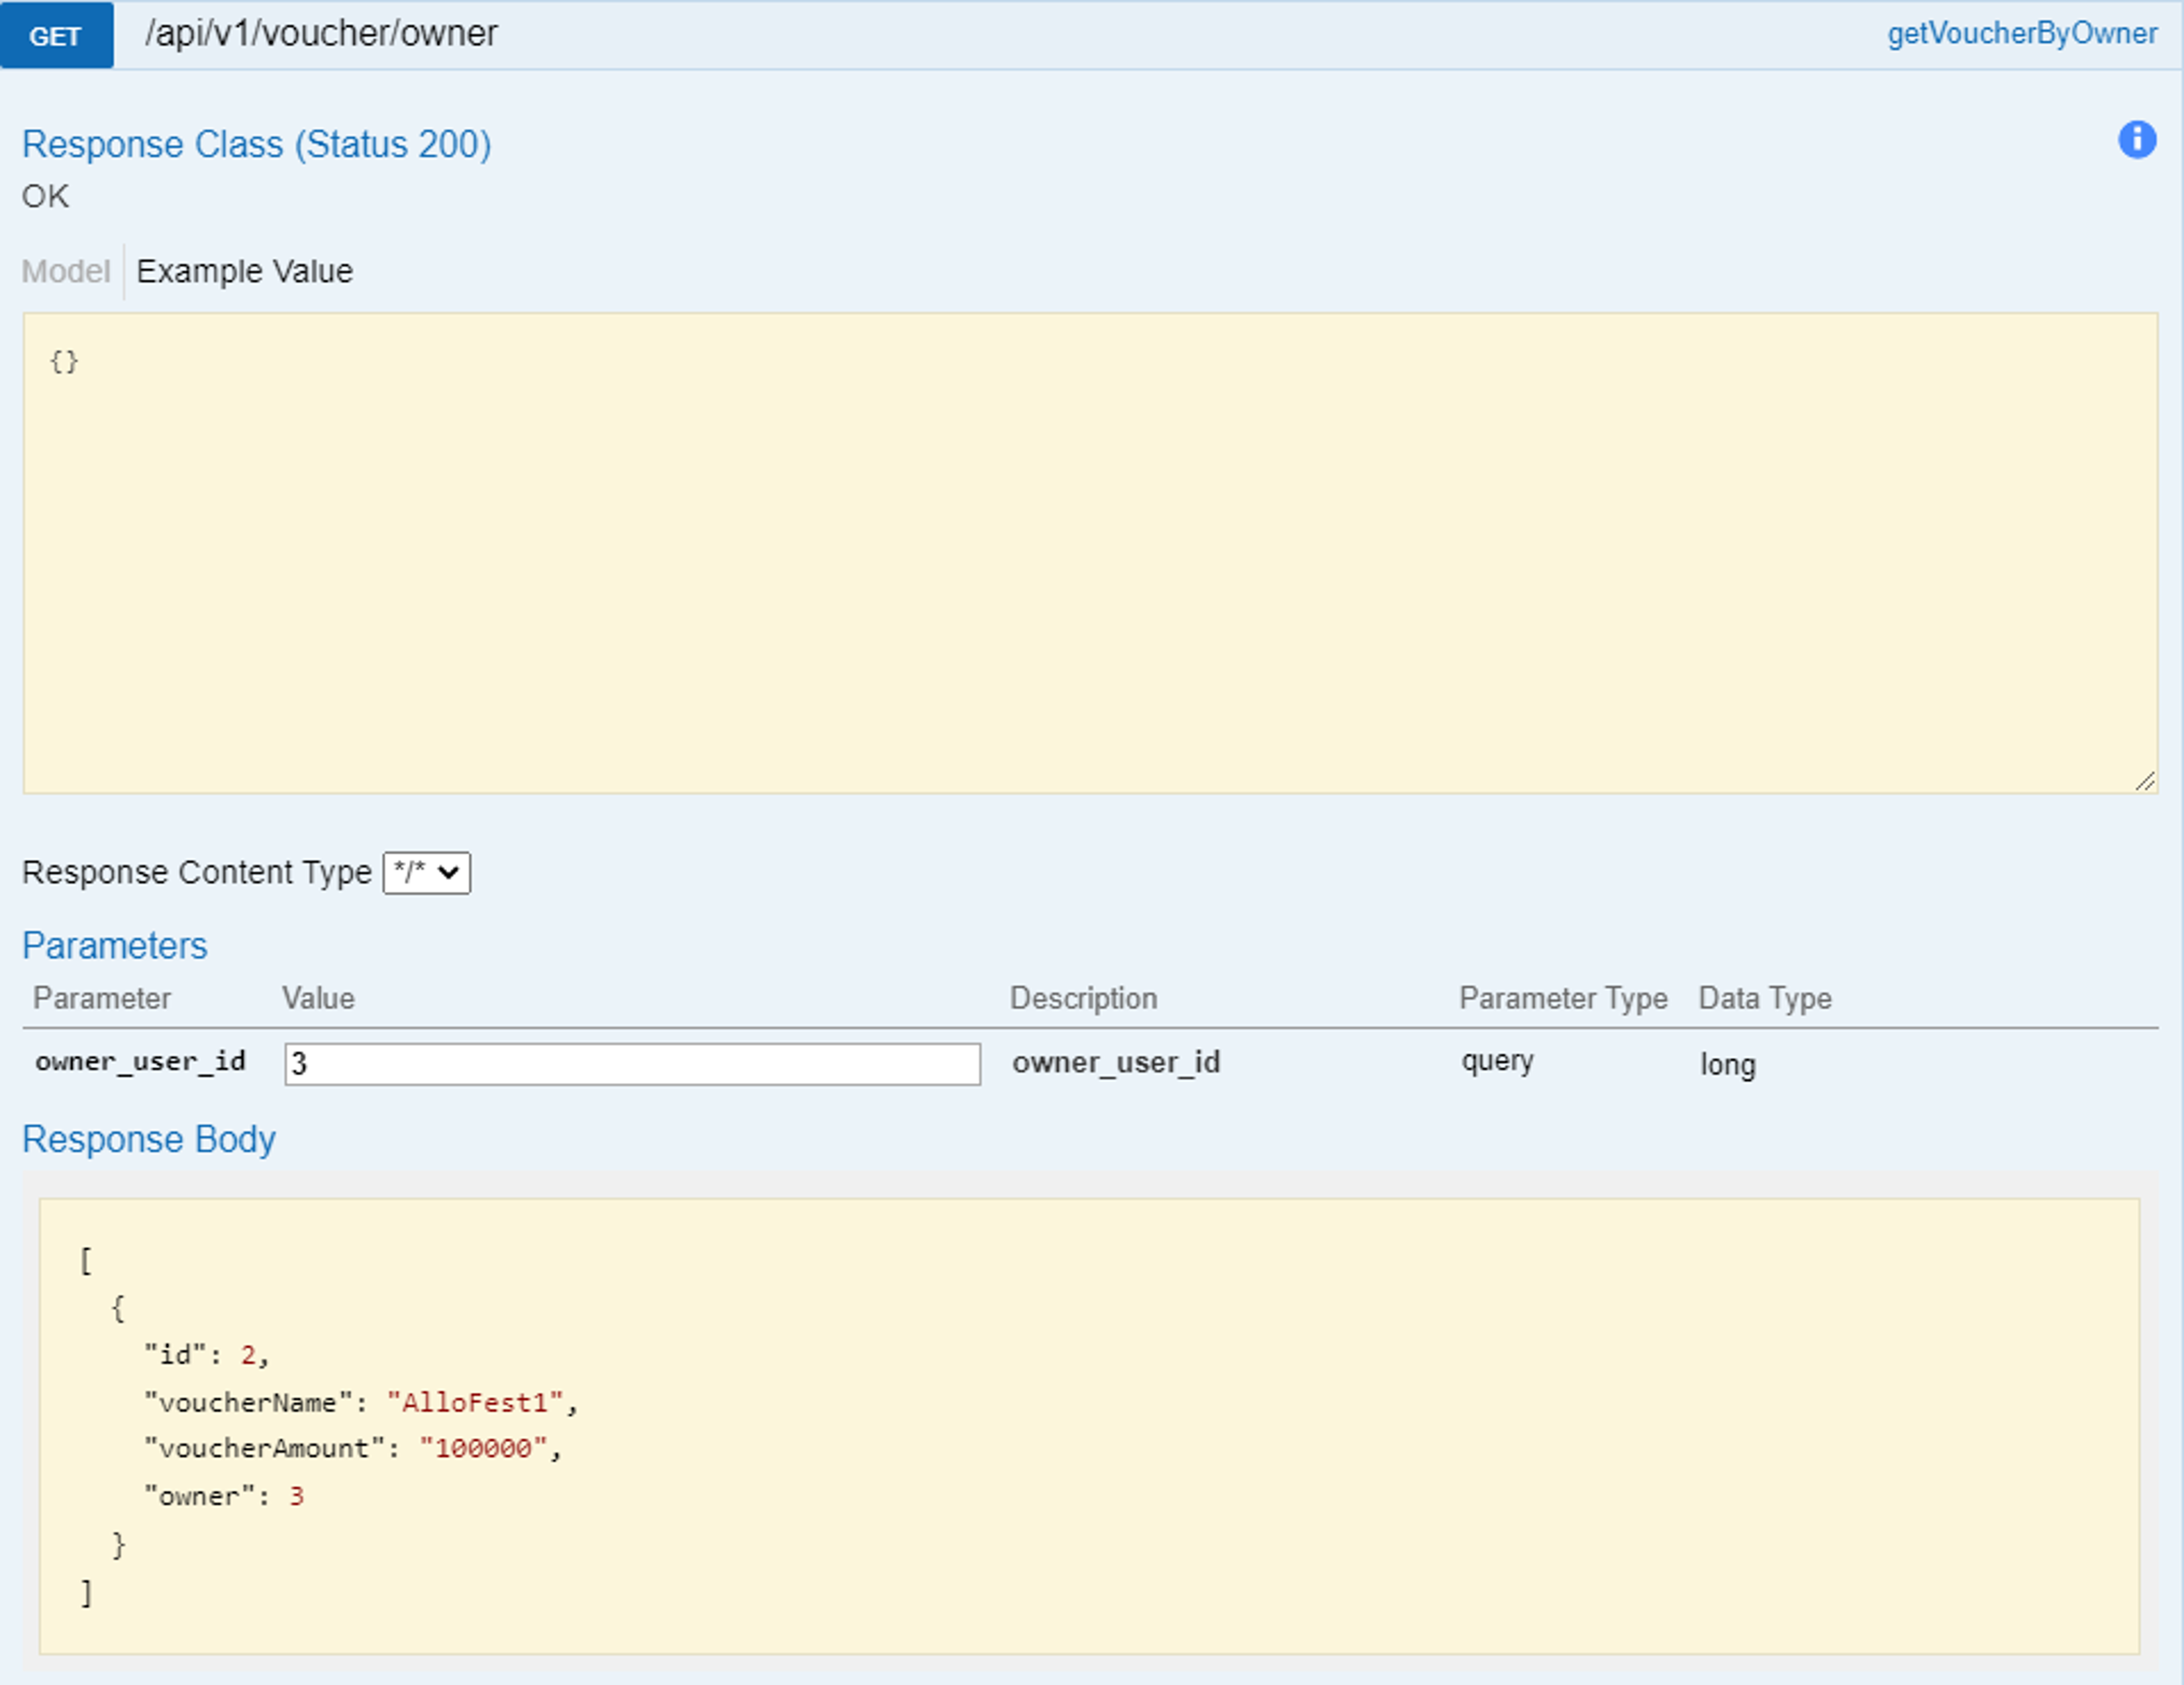 GET /api/v1/voucher/owner getVoucherByOwner
Response Class (Status 200)
OK
Model Example Value
{}
Response Content Type */*
Parameters
Parameter Value Description Parameter Type Data Type
owner_user_id 3 owner_user_id query long
Response Body
[
{
"id": 2,
"voucherName": "AlloFest1",
"voucherAmount": "100000",
"owner": 3
}
]